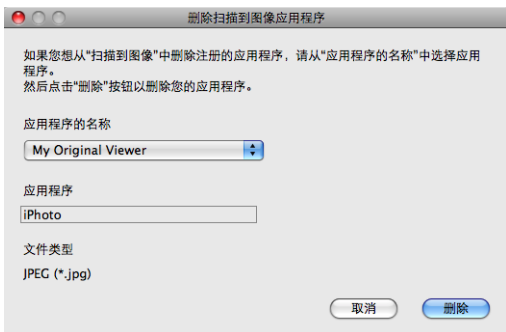 删除扫描到图像应用程序
如果您想从“扫描到图像”中删除注册的应用程序，请从“应用程序的名称”中选择应用
程序。
然后点击“删除”按钮以删除您的应用程序。
应用程序的名称
My Original Viewer
应用程序
iPhoto
文件类型
JPEG (*.jpg)
取消
删除